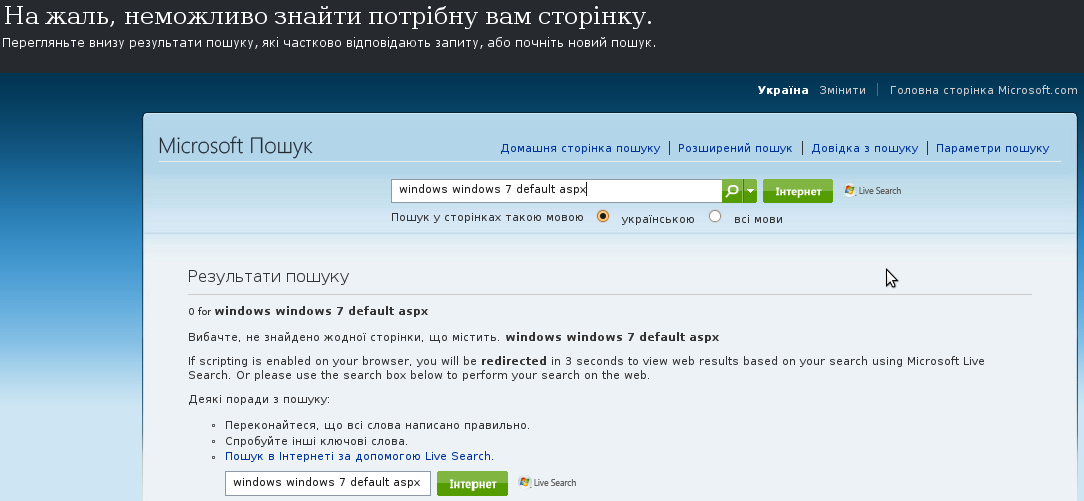 На жаль, неможливо знайти потрібну вам сторінку.
Перегляньте внизу результати пошуку, які частково відповідають запиту, або почніть новий пошук.
Україна Змінити Головна сторінка Microsoft.com
Microsoft Пошук
Домашня сторінка пошуку Розширений пошук Довідка з пошуку Параметри пошуку
windows windows 7 default aspx Інтернет Live Search
Пошук у сторінках такою мовою українською всі мови
Результати пошуку
0 for windows windows 7 default aspx
Вибачте, не знайдено жодної сторінки, що містить. windows windows 7 default aspx
If scripting is enabled on your browser, you will be redirected in 3 seconds to view web results based on your search using Microsoft Live
Search. Or please use the search box below to perform your search on the web.
Деякі поради з пошуку:
Переконайтеся, що всі слова написано правильно.
Спробуйте інші ключові слова.
Пошук в Інтернеті за допомогою Live Search.
windows windows 7 default aspx Інтернет Live Search